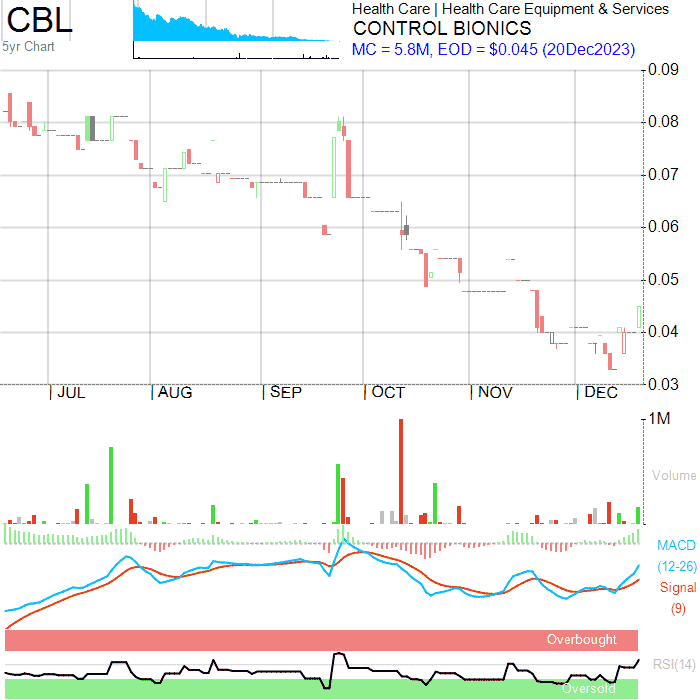 CBL
5yr Chart
Health Care | Health Care Equipment & Services
CONTROL BIONICS
MC = 5.8M, EOD = $0.045 (20Dec2023)
0.09
0.08
0.07
0.06
0.05
0.04
0.03
| JUL | AUG | SEP | OCT | NOV | DEC
1M
Volume
MACD
(12-26)
Signal
(9)
Overbought
RSI(14)
Oversold